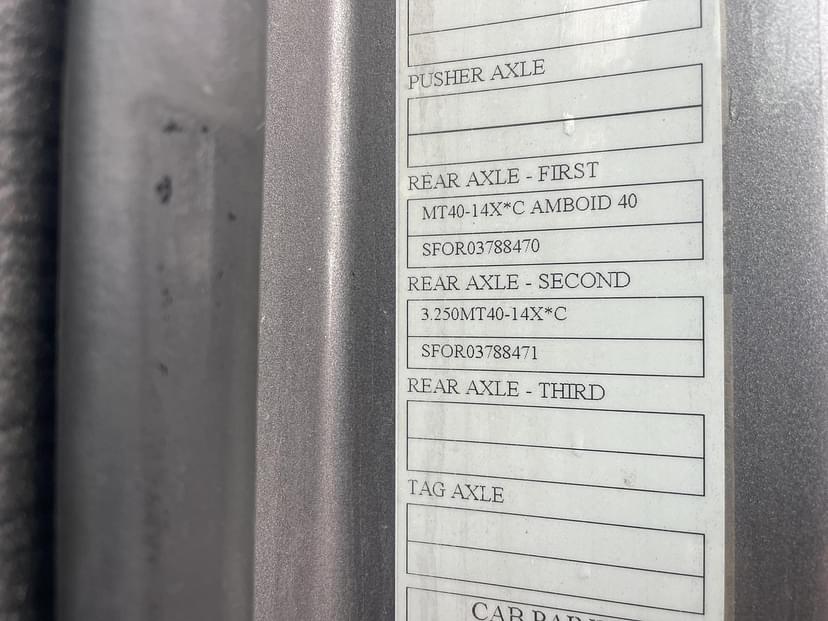 PUSHER AXLE
REAR AXLE - FIRST
MT40-14X*C AMBOID 40
SFOR03788470
REAR AXLE - SECOND
3.250MT40-14X*C
SFOR03788471
REAR AXLE - THIRD
TAG AXLE
CAB